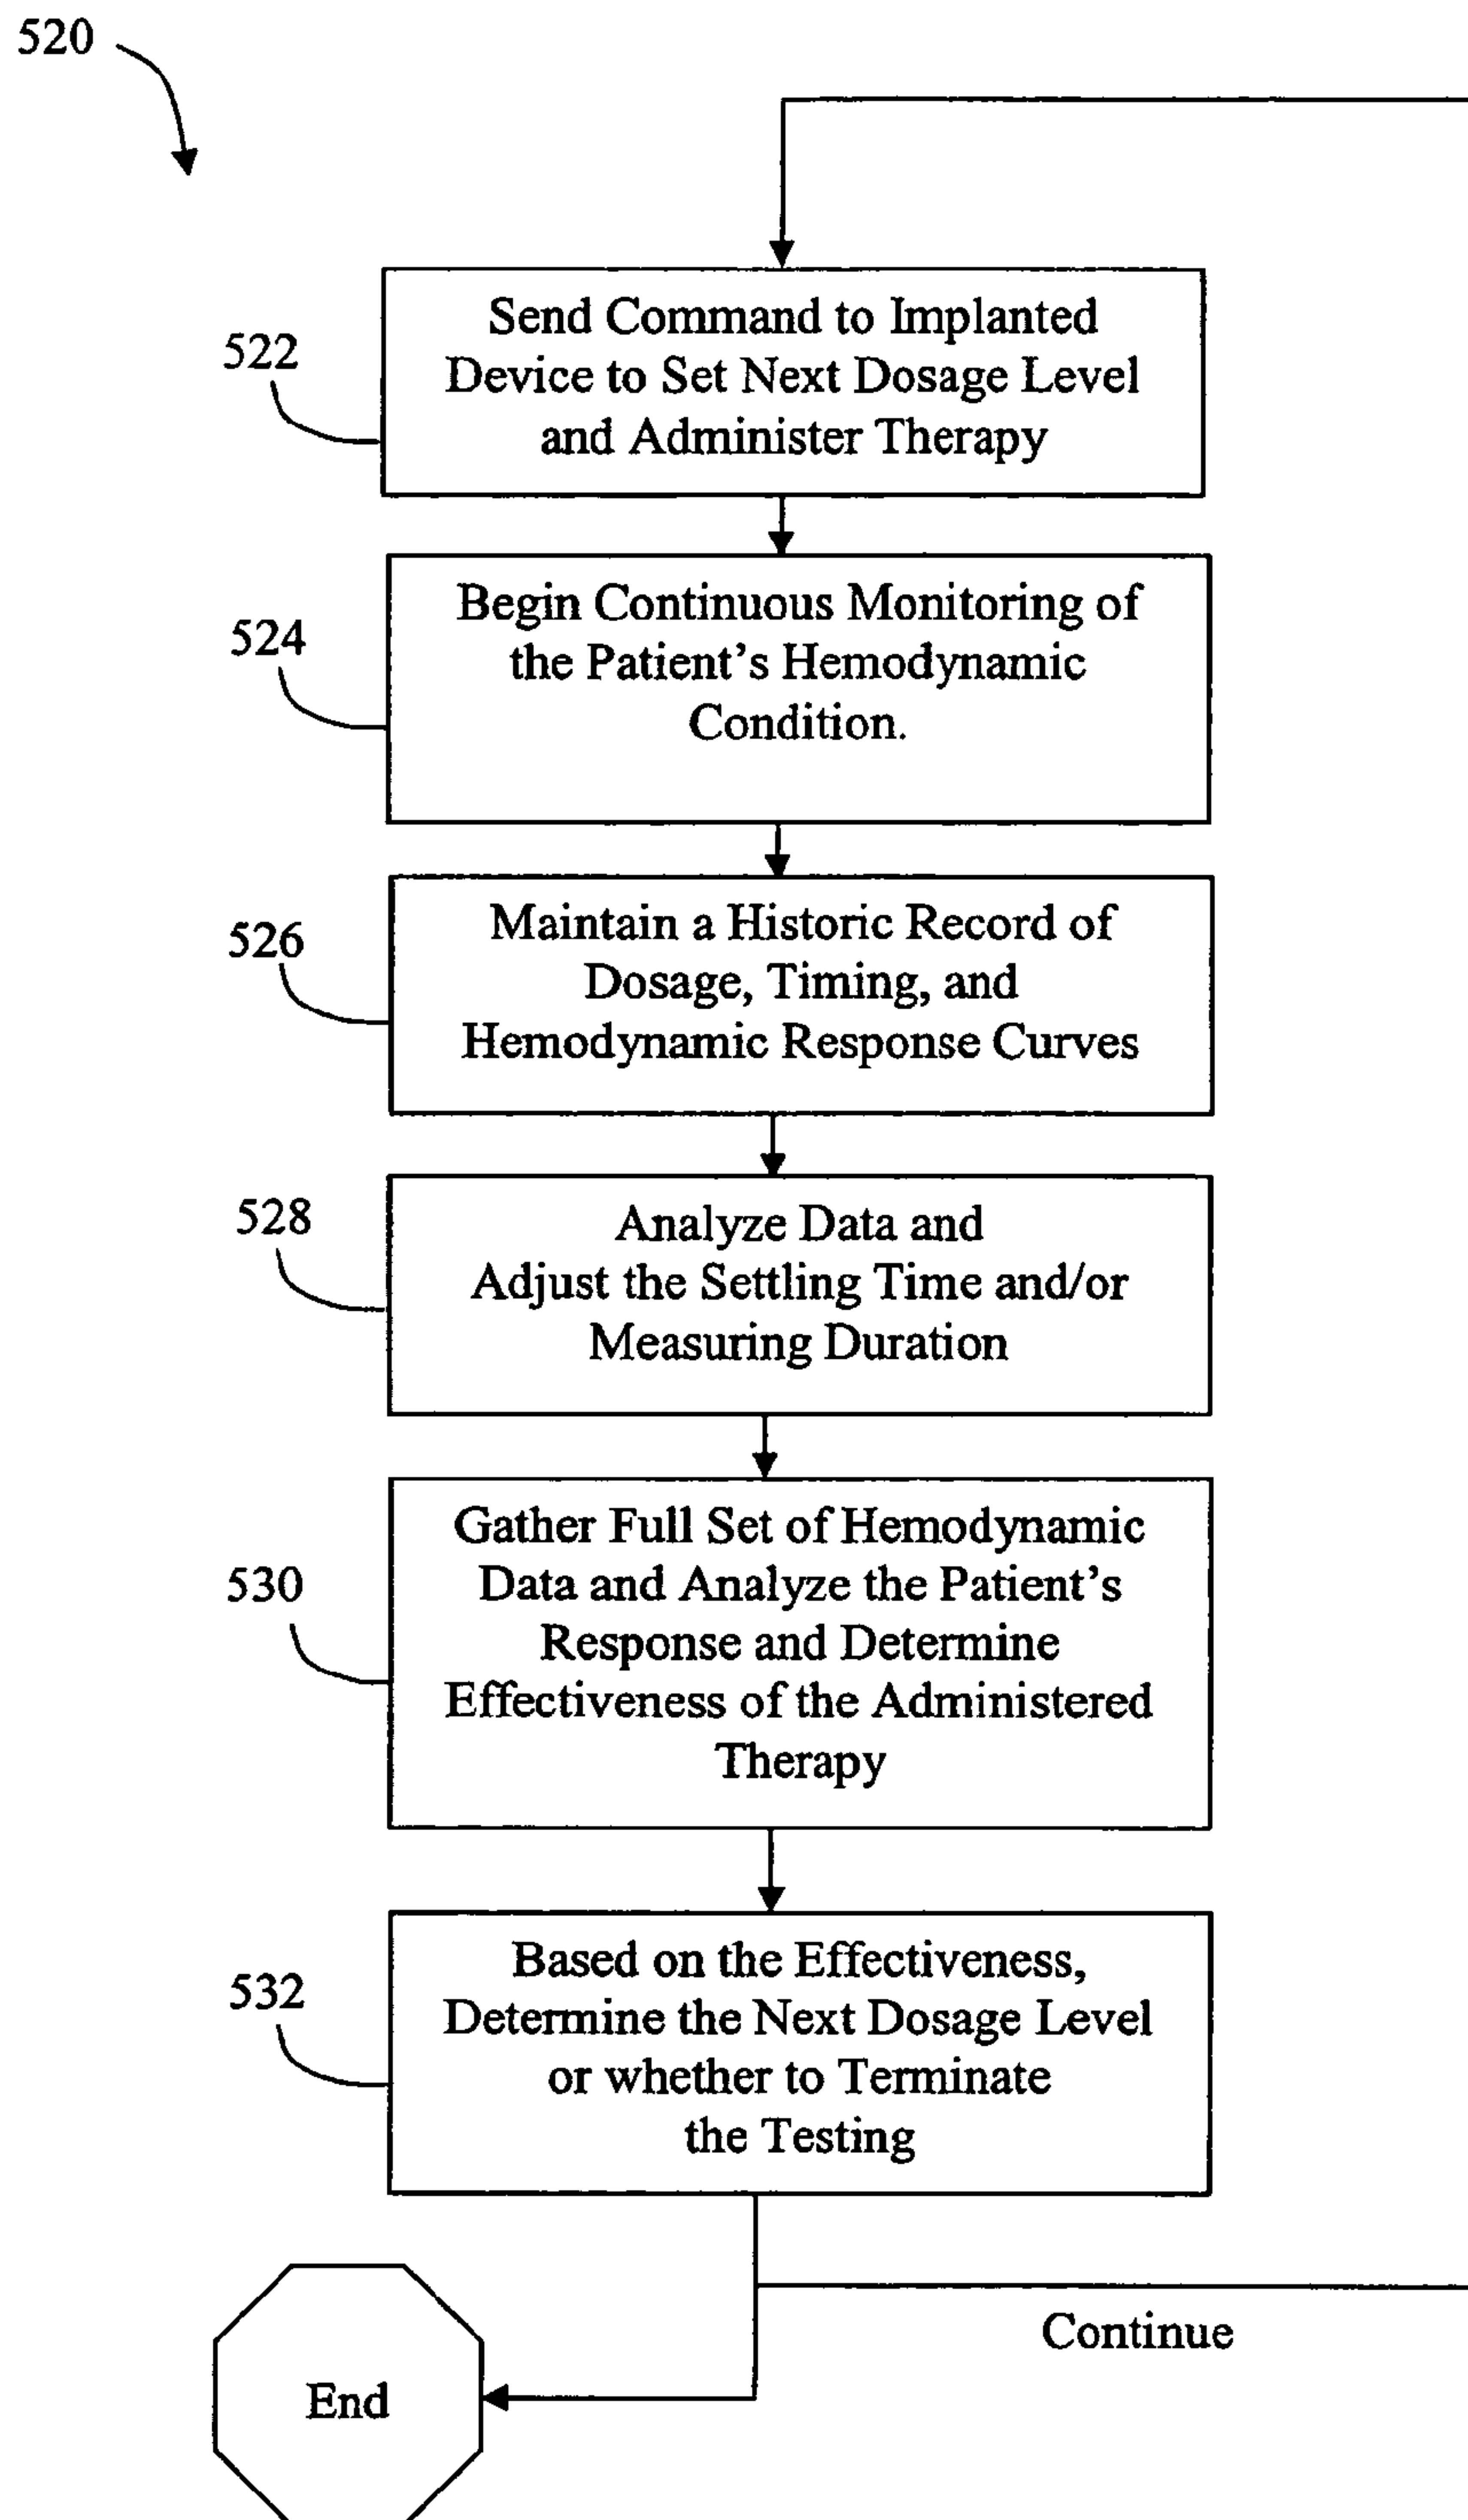 520
522
Send Command to Implanted
Device to Set Next Dosage Level
and Administer Therapy
524
Begin Continuous Monitoring of
the Patient's Hemodynamic
Condition.
526
Maintain a Historic Record of
Dosage, Timing, and
Hemodynamic Response Curves
528
Analyze Data and
Adjust the Settling Time and/or
Measuring Duration
530
Gather Full Set of Hemodynamic
Data and Analyze the Patient's
Response and Determine
Effectiveness of the Administered
Therapy
532
Based on the Effectiveness,
Determine the Next Dosage Level
or whether to Terminate
the Testing
Continue
End